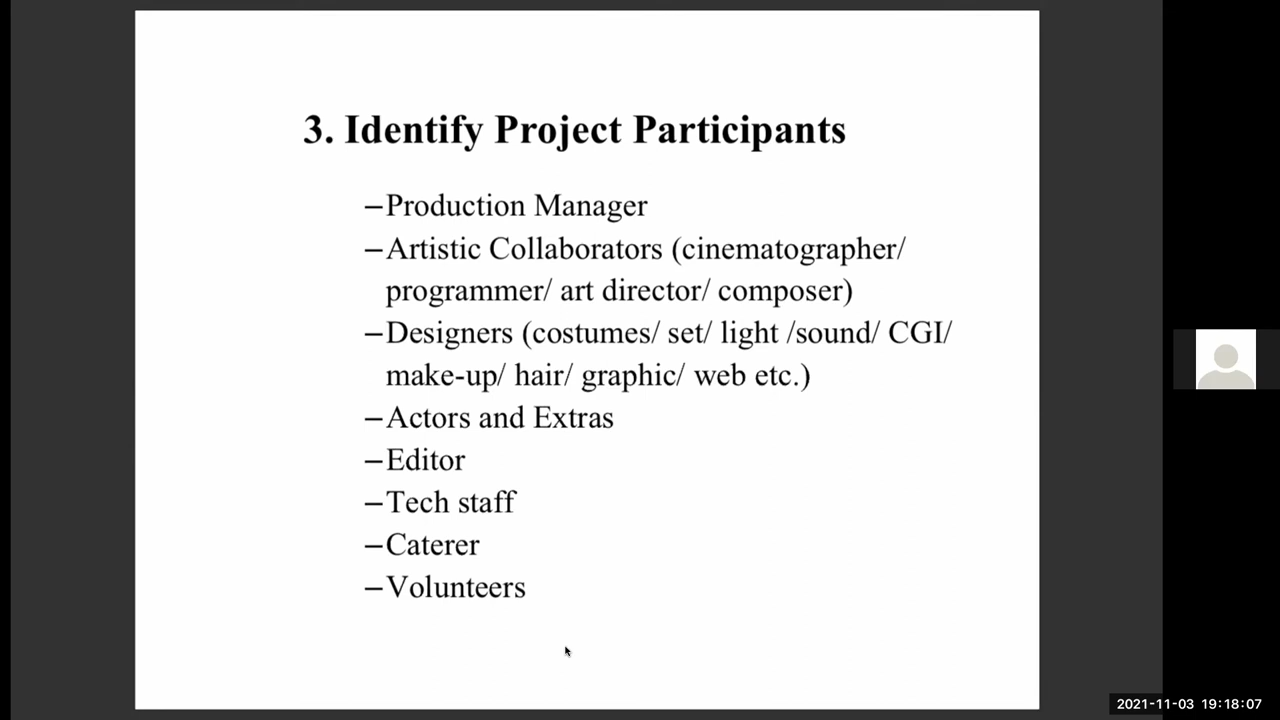 3. Identify Project Participants
–Production Manager
–Artistic Collaborators (cinematographer/
programmer/ art director/ composer)
–Designers (costumes/ set/ light /sound/ CGI/
make-up/ hair/ graphic/ web etc.)
–Actors and Extras
–Editor
–Tech staff
–Caterer
–Volunteers
2021-11-03 19:18:07